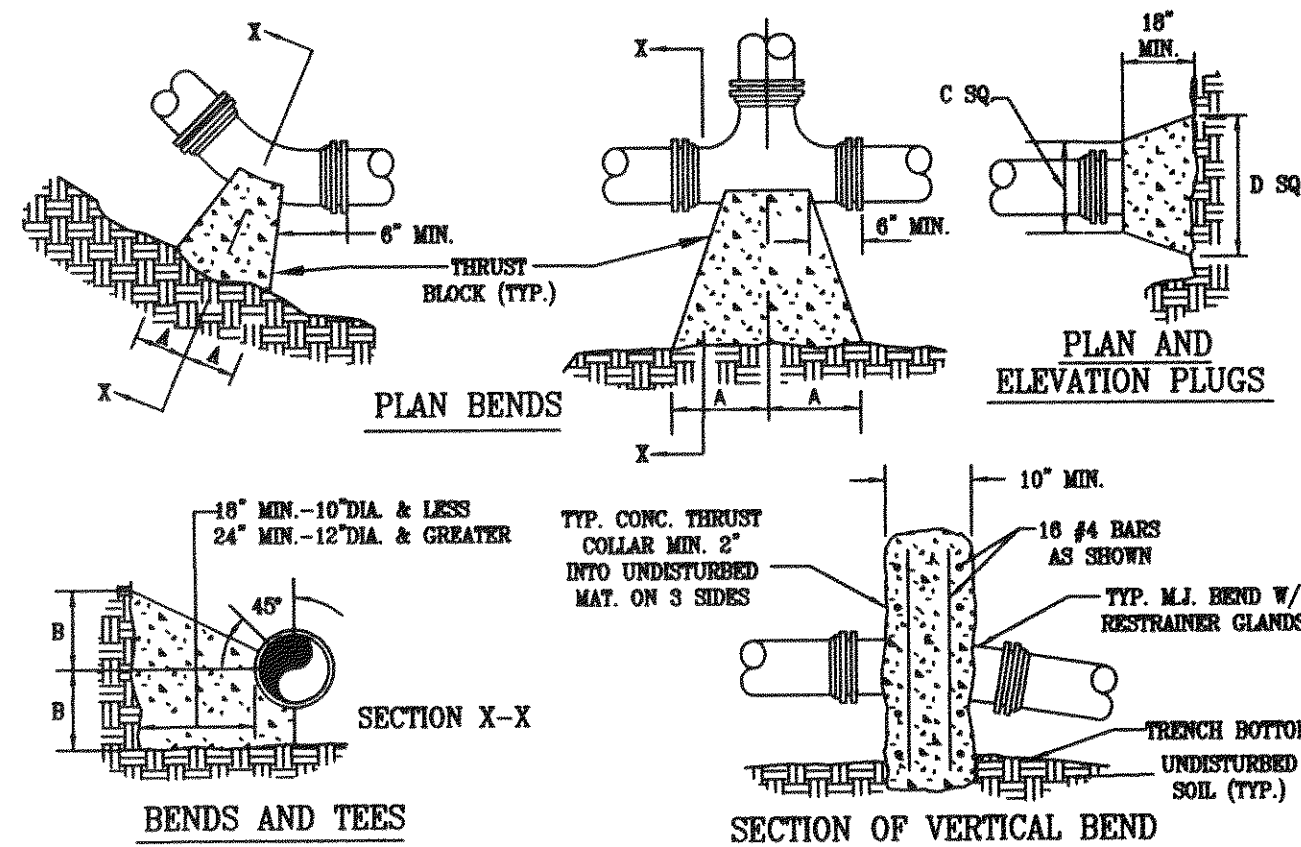 X
X
18"
MIN.
C SQ.
D SQ
6" MIN.
6" MIN.
THRUST
BLOCK (TYP.)
A
A
X
PLAN BENDS
A
A
X
PLAN AND
ELEVATION PLUGS
18" MIN.-10"DIA. & LESS
24" MIN.-12"DIA. & GREATER
45°
B
B
SECTION X-X
BENDS AND TEES
10" MIN.
TYP. CONC. THRUST
COLLAR MIN. 2"
INTO UNDISTURBED
MAT. ON 3 SIDES
16 #4 BARS
AS SHOWN
TYP. M.J. BEND W/
RESTRAINER GLANDS
TRENCH BOTTOM
UNDISTURBED
SOIL (TYP.)
SECTION OF VERTICAL BEND